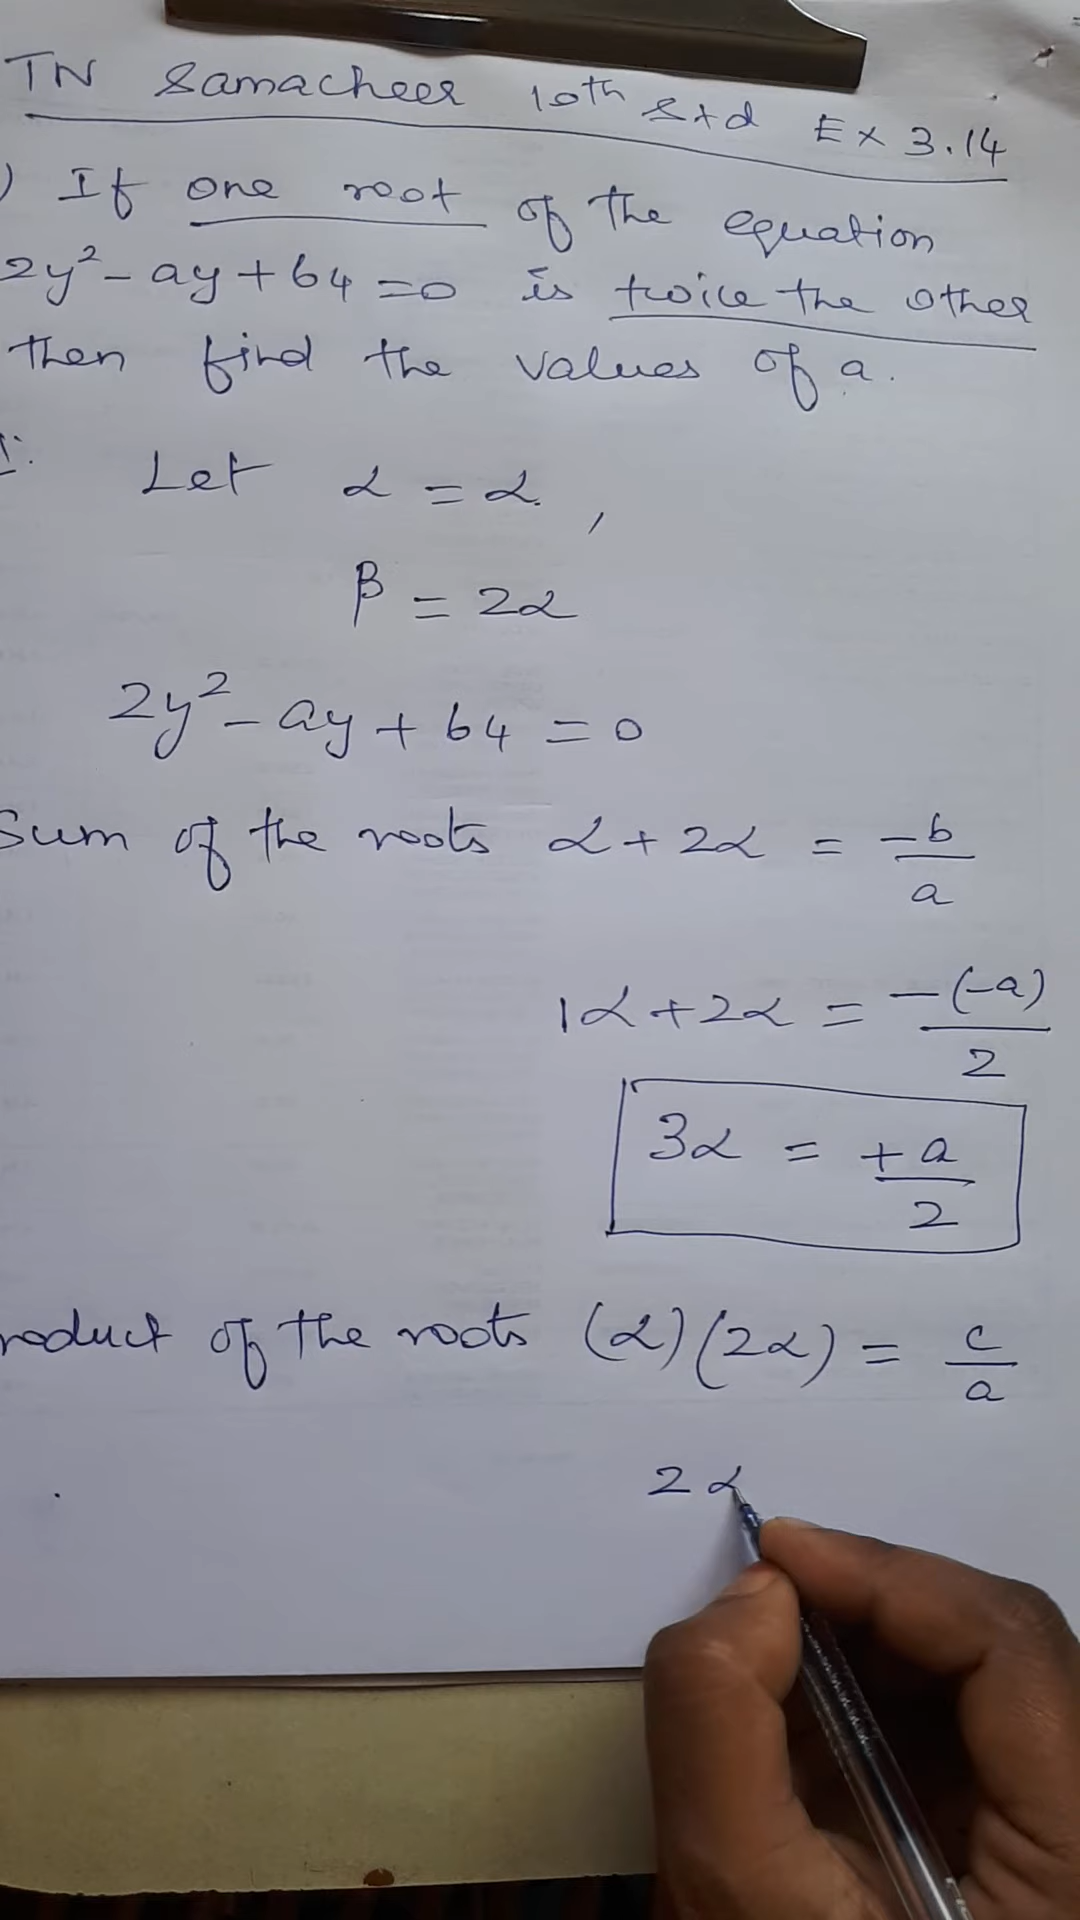 TN Samacheer 10th Std Ex 3.14
) If one root of the equation
2y² - ay + 64 = 0 is twice the other
then find the values of a.
Let α = α,
β = 2α
2y² - ay + 64 = 0
Sum of the roots α + 2α = -b/a
1α + 2α = -(-a)/2
3α = +a/2
roduct of the roots (α)(2α) = c/a
2α